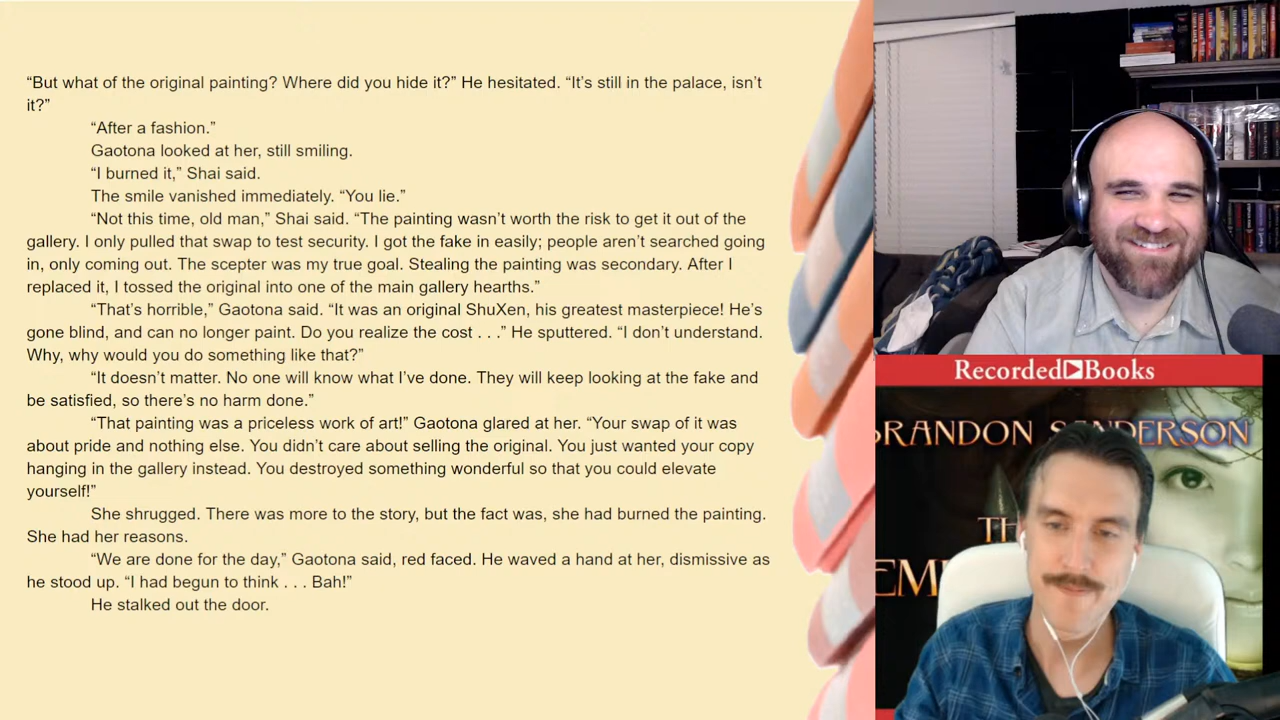 “But what of the original painting? Where did you hide it?” He hesitated. “It’s still in the palace, isn’t
it?”
“After a fashion.”
Gaotona looked at her, still smiling.
“I burned it,” Shai said.
The smile vanished immediately. “You lie.”
“Not this time, old man,” Shai said. “The painting wasn’t worth the risk to get it out of the
gallery. I only pulled that swap to test security. I got the fake in easily; people aren’t searched going
in, only coming out. The scepter was my true goal. Stealing the painting was secondary. After I
replaced it, I tossed the original into one of the main gallery hearths.”
“That’s horrible,” Gaotona said. “It was an original ShuXen, his greatest masterpiece! He’s
gone blind, and can no longer paint. Do you realize the cost . . .” He sputtered. “I don’t understand.
Why, why would you do something like that?”
“It doesn’t matter. No one will know what I’ve done. They will keep looking at the fake and
be satisfied, so there’s no harm done.”
“That painting was a priceless work of art!” Gaotona glared at her. “Your swap of it was
about pride and nothing else. You didn’t care about selling the original. You just wanted your copy
hanging in the gallery instead. You destroyed something wonderful so that you could elevate
yourself!”
She shrugged. There was more to the story, but the fact was, she had burned the painting.
She had her reasons.
“We are done for the day,” Gaotona said, red faced. He waved a hand at her, dismissive as
he stood up. “I had begun to think . . . Bah!”
He stalked out the door.
Recorded Books
BRANDON SANDERSON
TH
EM